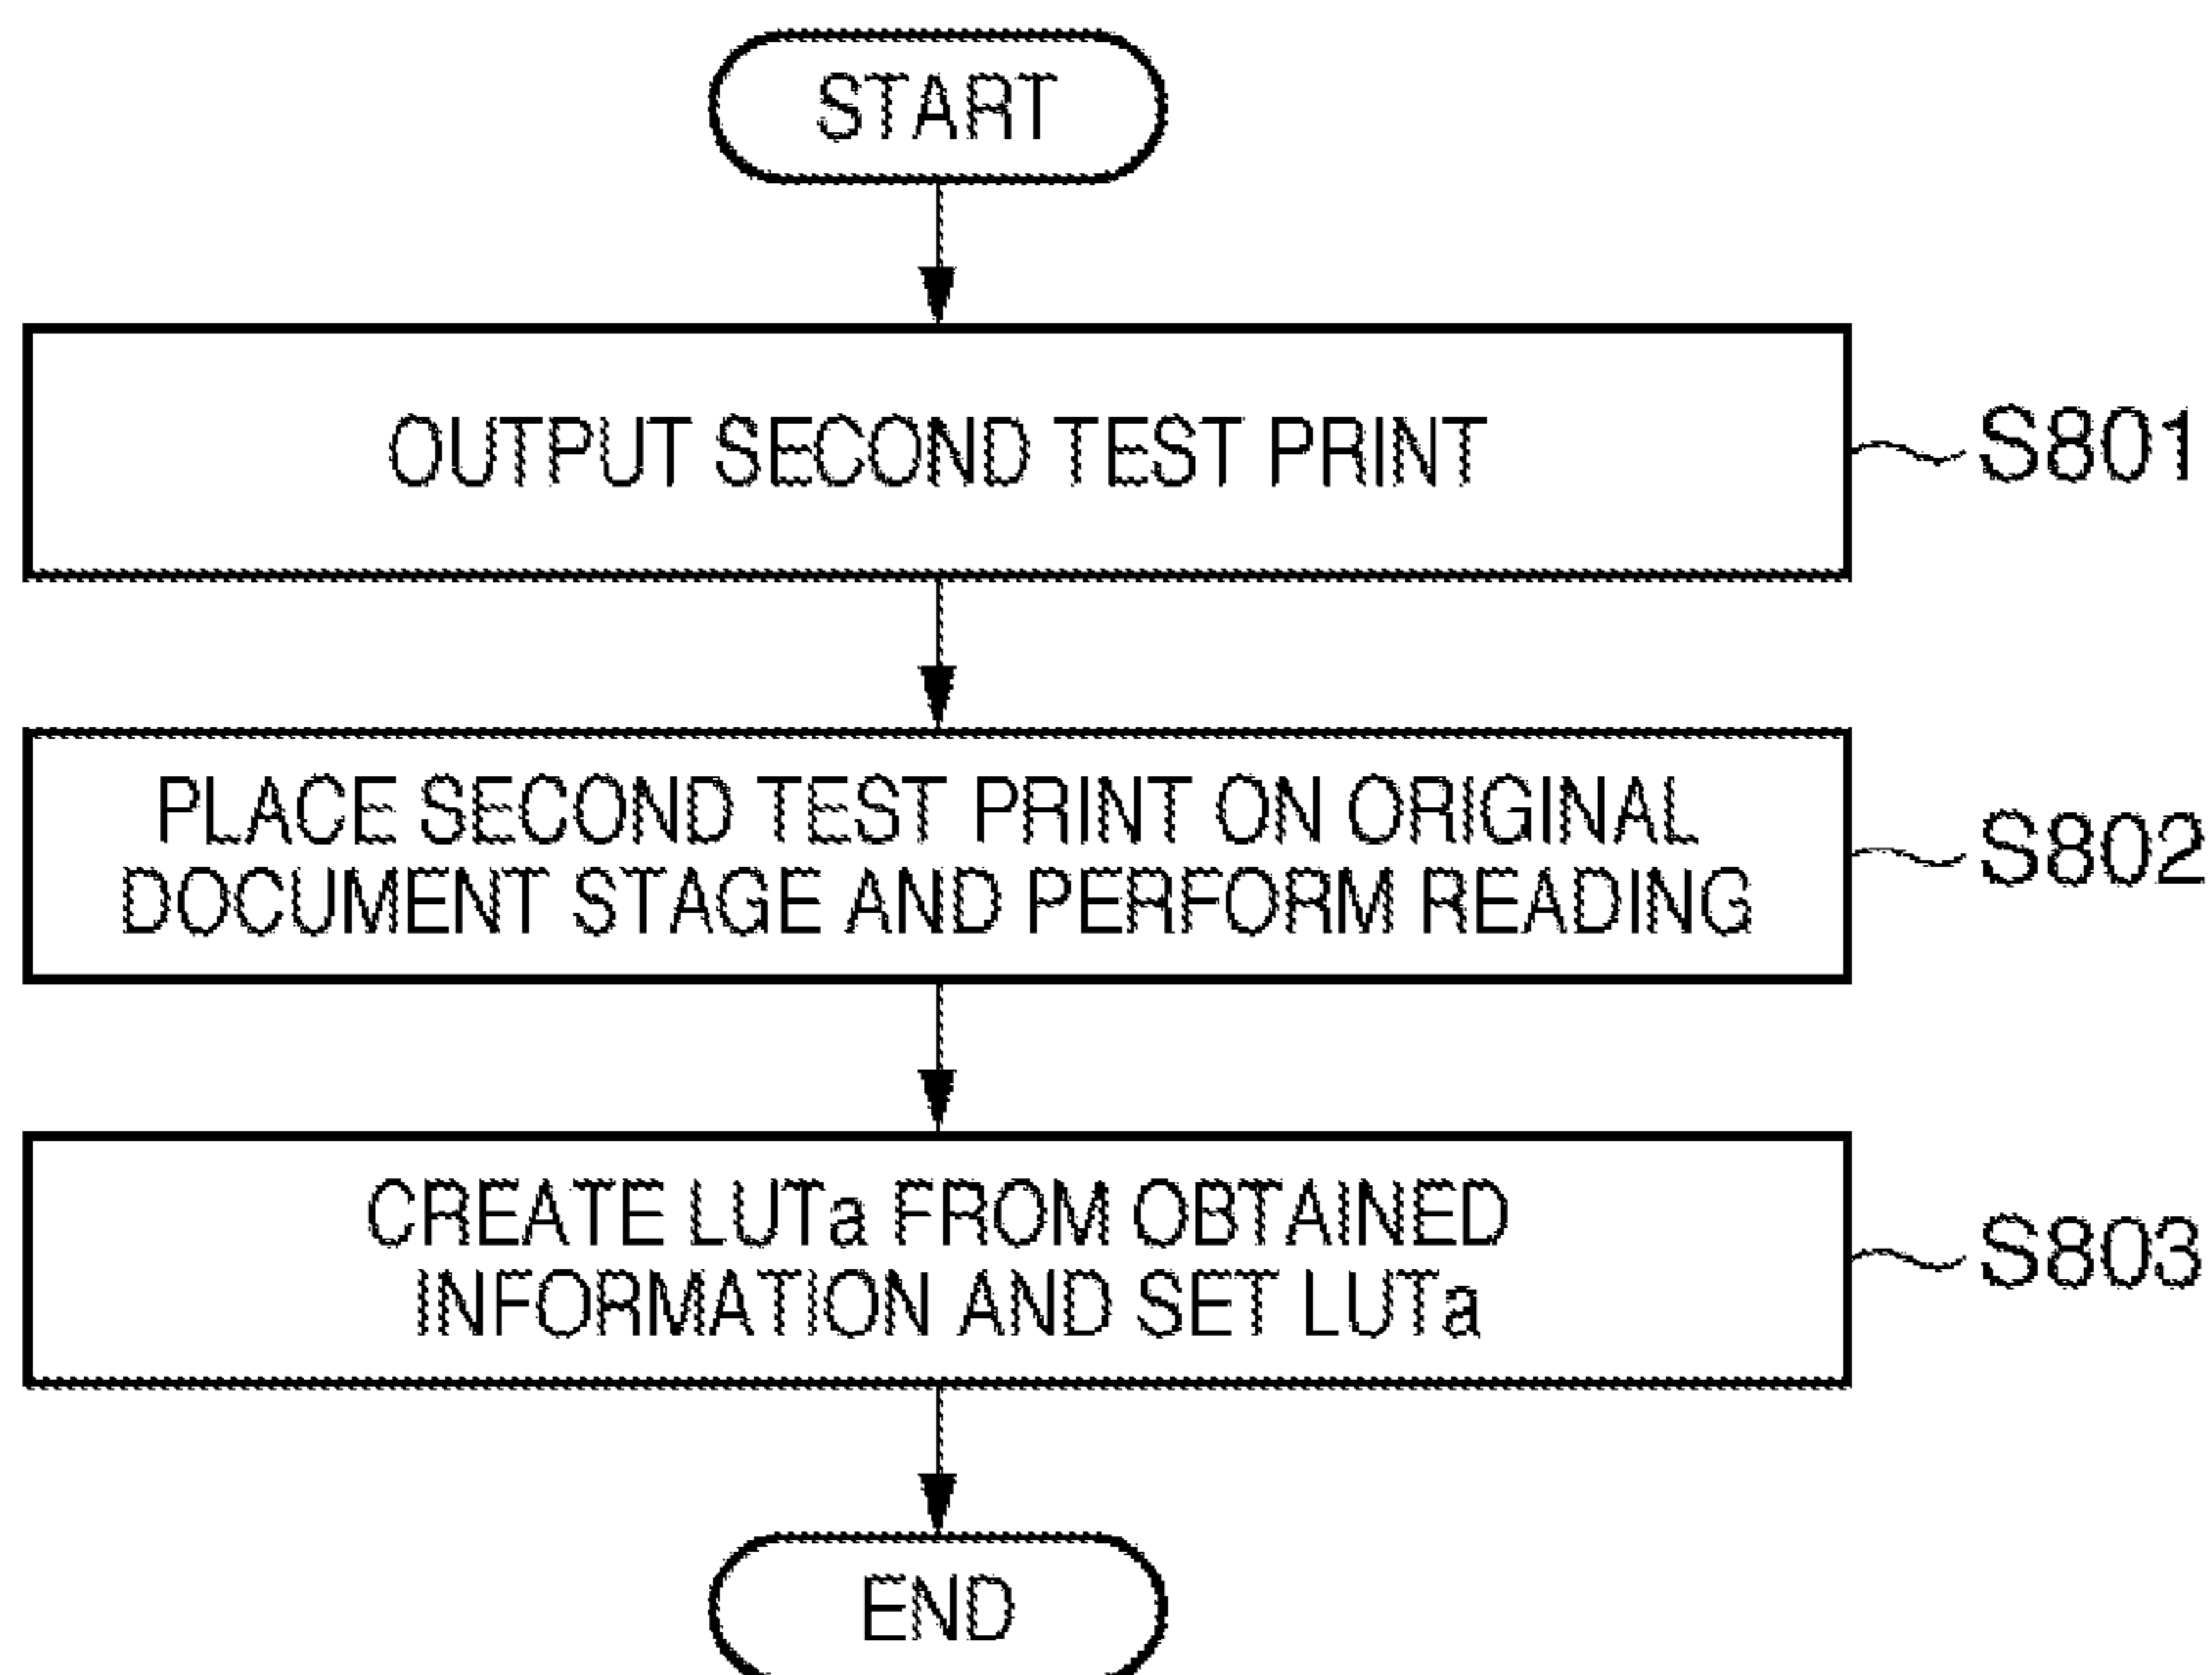 START
OUTPUT SECOND TEST PRINT
S801
PLACE SECOND TEST PRINT ON ORIGINAL
DOCUMENT STAGE AND PERFORM READING
S802
CREATE LUTa FROM OBTAINED
INFORMATION AND SET LUTa
S803
END